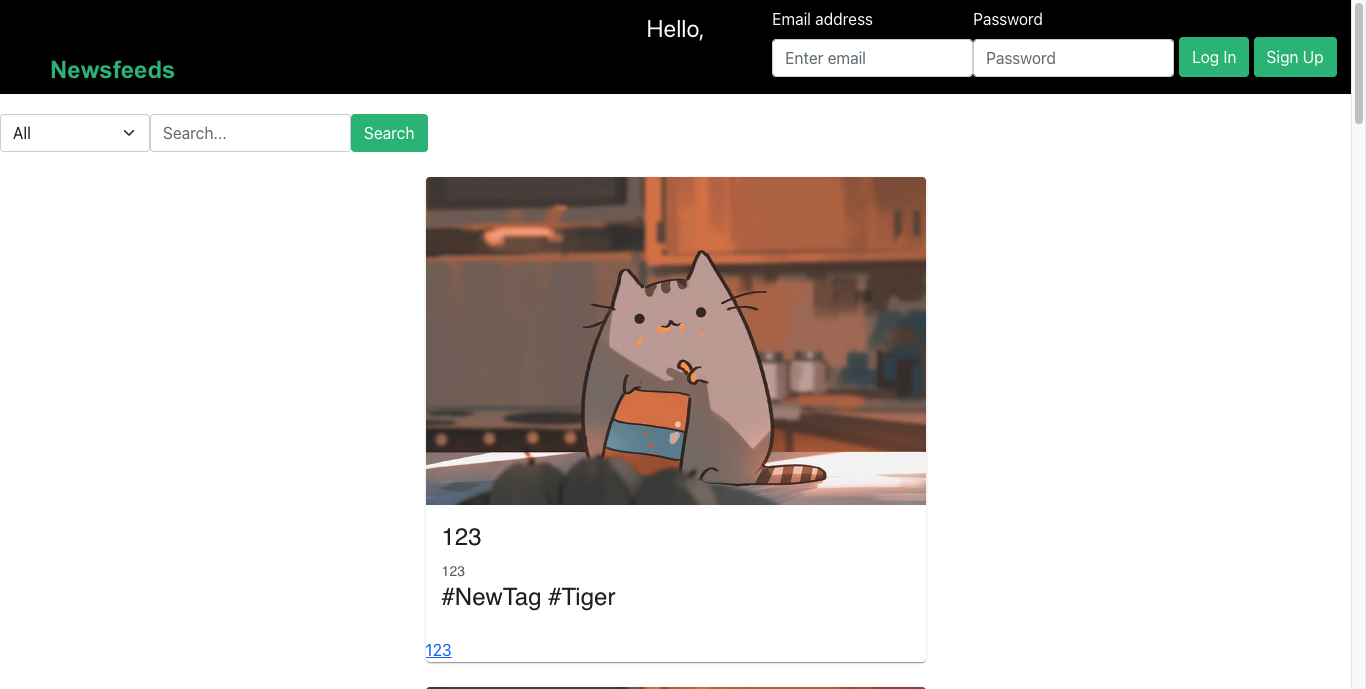 Hello,
Email address
Password
Newsfeeds
Enter email
Password
Log In
Sign Up
All
Search...
Search
123
123
#NewTag #Tiger
123